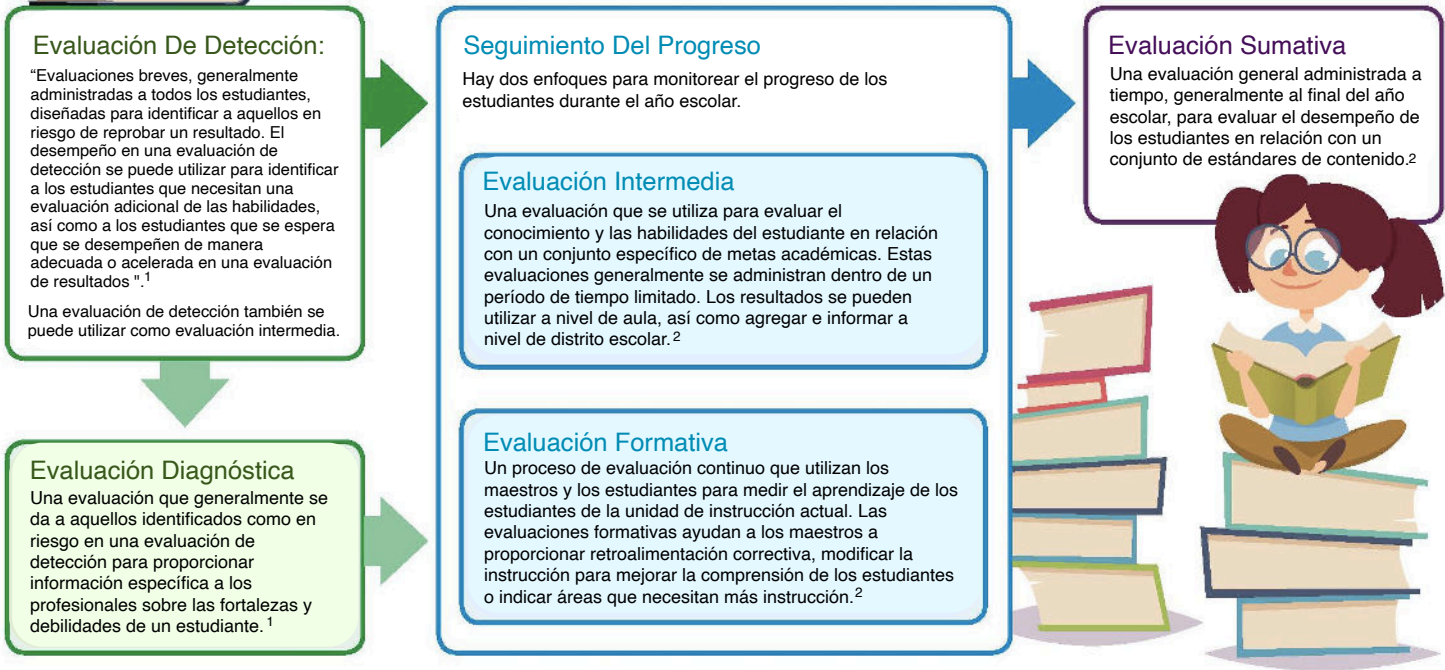 Evaluación De Detección:
“Evaluaciones breves, generalmente
administradas a todos los estudiantes,
diseñadas para identificar a aquellos en
riesgo de reprobar un resultado. El
desempeño en una evaluación de
detección se puede utilizar para identificar
a los estudiantes que necesitan una
evaluación adicional de las habilidades,
así como a los estudiantes que se espera
que se desempeñen de manera
adecuada o acelerada en una evaluación
de resultados ".1
Una evaluación de detección también se
puede utilizar como evaluación intermedia.
Evaluación Diagnóstica
Una evaluación que generalmente se
da a aquellos identificados como en
riesgo en una evaluación de
detección para proporcionar
información específica a los
profesionales sobre las fortalezas y
debilidades de un estudiante. 1
Seguimiento Del Progreso
Hay dos enfoques para monitorear el progreso de los
estudiantes durante el año escolar.
Evaluación Intermedia
Una evaluación que se utiliza para evaluar el
conocimiento y las habilidades del estudiante en relación
con un conjunto específico de metas académicas. Estas
evaluaciones generalmente se administran dentro de un
período de tiempo limitado. Los resultados se pueden
utilizar a nivel de aula, así como agregar e informar a
nivel de distrito escolar. 2
Evaluación Formativa
Un proceso de evaluación continuo que utilizan los
maestros y los estudiantes para medir el aprendizaje de los
estudiantes de la unidad de instrucción actual. Las
evaluaciones formativas ayudan a los maestros a
proporcionar retroalimentación correctiva, modificar la
instrucción para mejorar la comprensión de los estudiantes
o indicar áreas que necesitan más instrucción.2
Evaluación Sumativa
Una evaluación general administrada a
tiempo, generalmente al final del año
escolar, para evaluar el desempeño de
los estudiantes en relación con un
conjunto de estándares de contenido.2